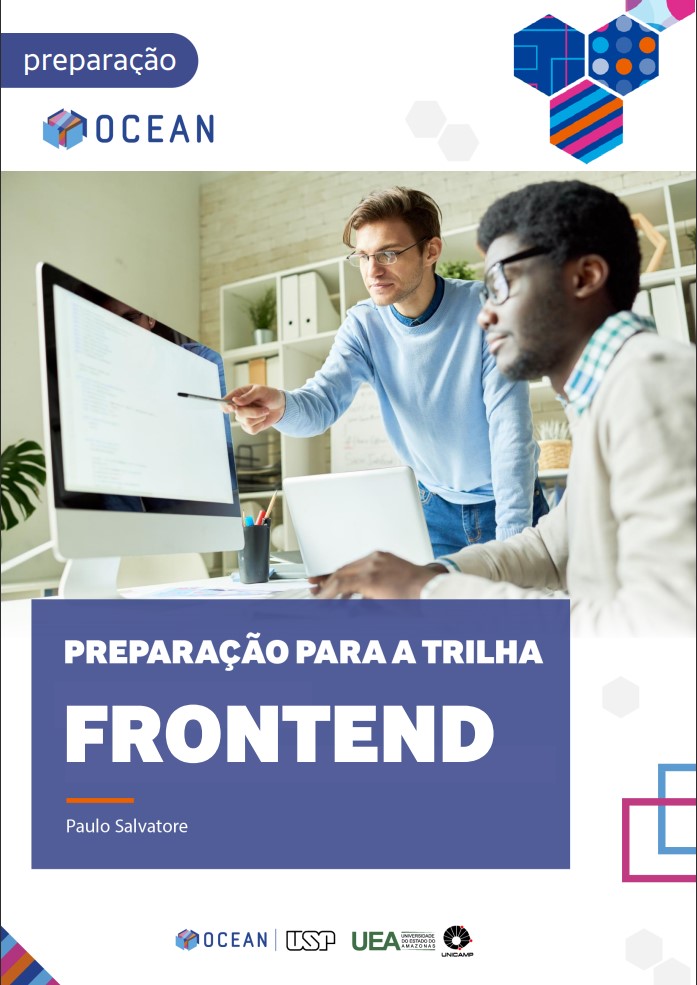 preparação
OCEAN
PREPARAÇÃO PARA A TRILHA
FRONTEND
Paulo Salvatore
OCEAN
USP
UEA
UNIVERSIDADE
DO ESTADO DO
AMAZONAS
UNICAMP